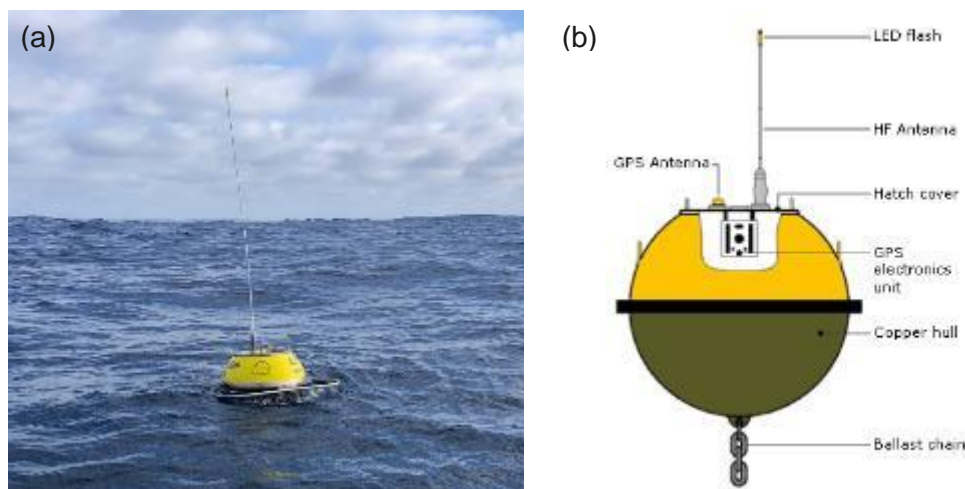 (a)
(b)
LED flash
HF Antenna
GPS Antenna
Hatch cover
GPS
electronics
unit
Copper hull
Ballast chain